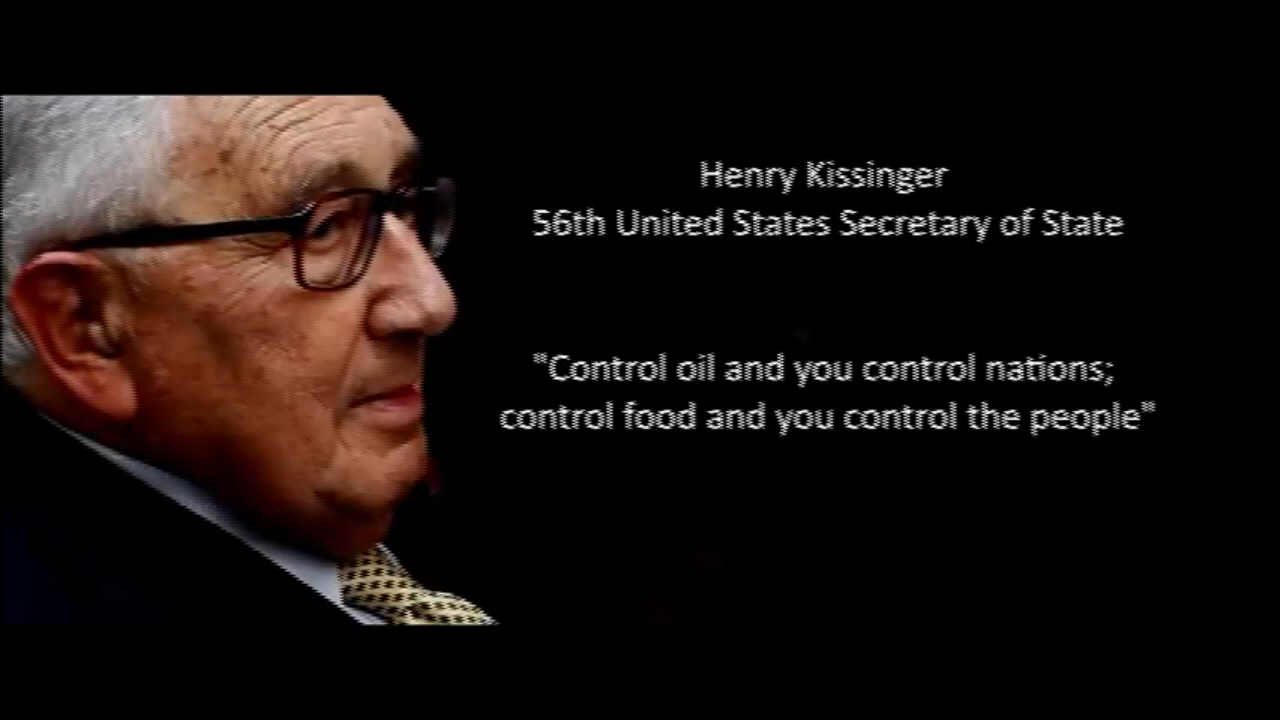 Henry Kissinger
56th United States Secretary of State
"Control oil and you control nations;
control food and you control the people"